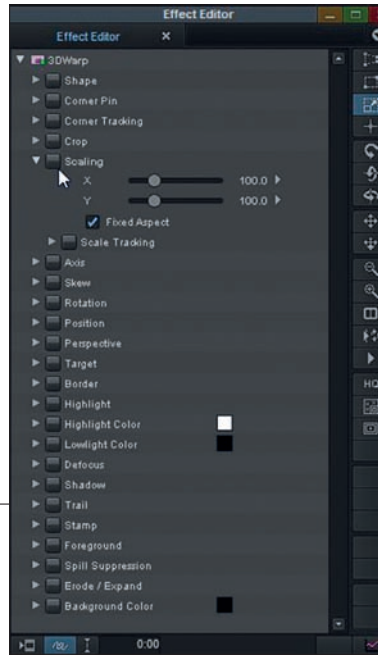 Effect Editor
Effect Editor
3DWarp
Shape
Corner Pin
Corner Tracking
Crop
Scaling
X 100.0
Y 100.0
Fixed Aspect
Scale Tracking
Axis
Skew
Rotation
Position
Perspective
Target
Border
Highlight
Highlight Color
Lowlight Color
Defocus
Shadow
Trail
Stamp
Foreground
Spill Suppression
Erode / Expand
Background Color
HQ
0:00